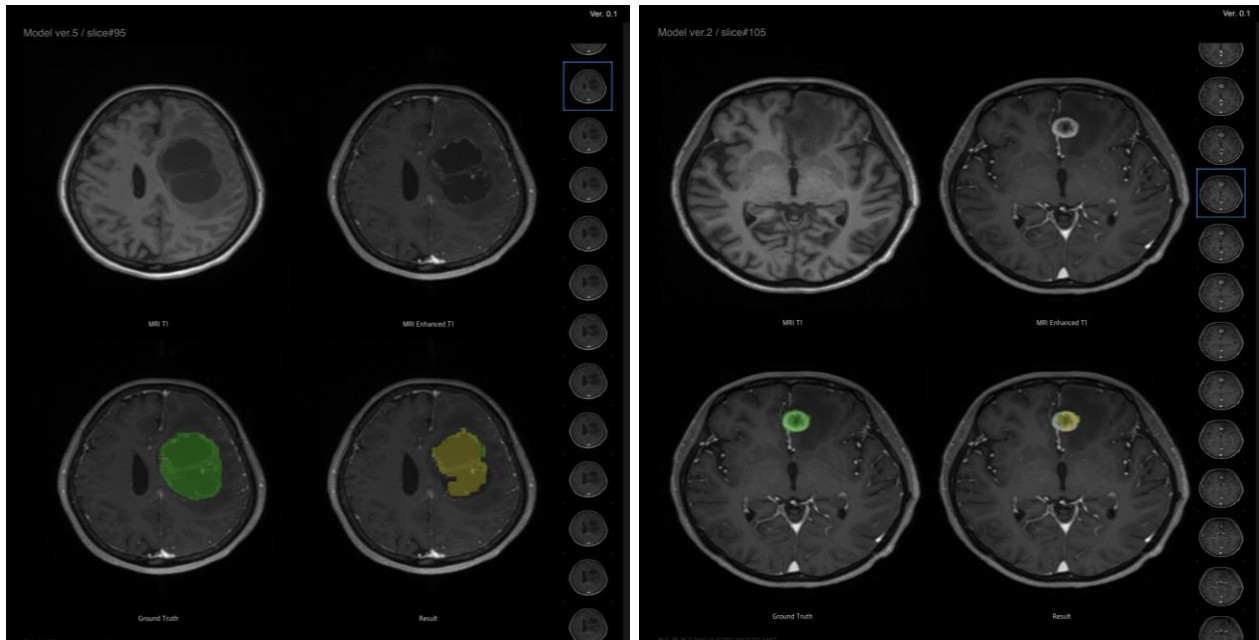 Ver. 0.1
Model ver.5 / slice#95
MRI T1
MRI Enhanced T1
Ground Truth
Result
Ver. 0.1
Model ver.2 / slice#105
MRI T1
MRI Enhanced T1
Ground Truth
Result